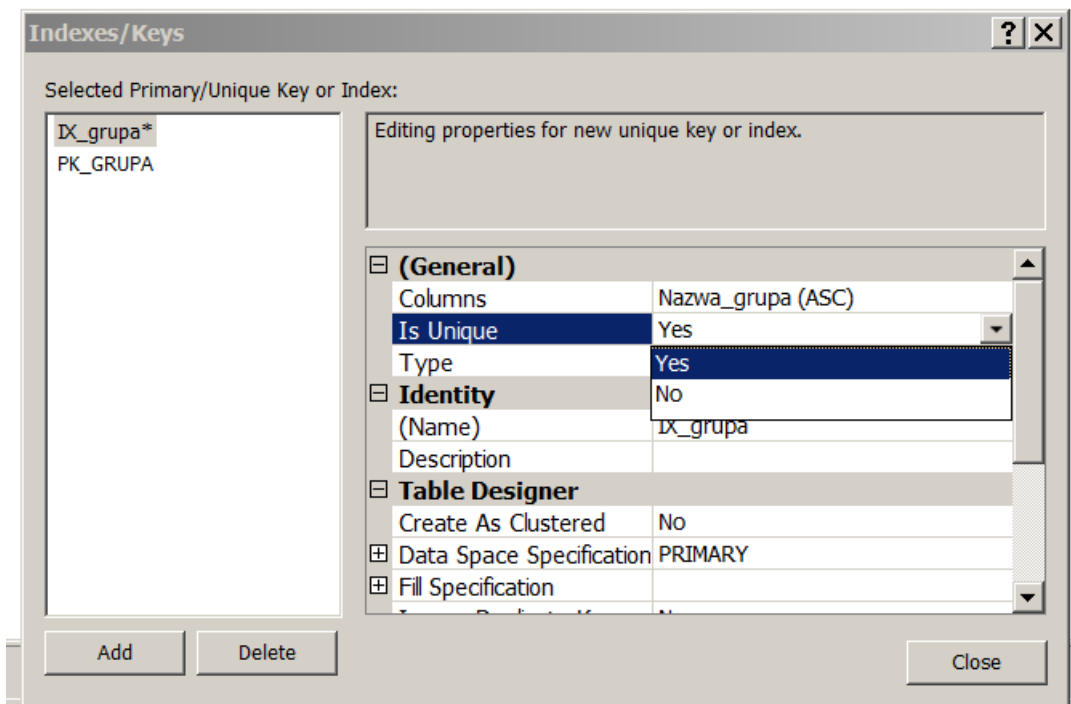 Indexes/Keys
Selected Primary/Unique Key or Index:
IX_grupa*
PK_GRUPA
Editing properties for new unique key or index.
(General)
Columns Nazwa_grupa (ASC)
Is Unique Yes
Type Yes
No
Identity
(Name) IX_grupa
Description
Table Designer
Create As Clustered No
Data Space Specification PRIMARY
Fill Specification
Add
Delete
Close